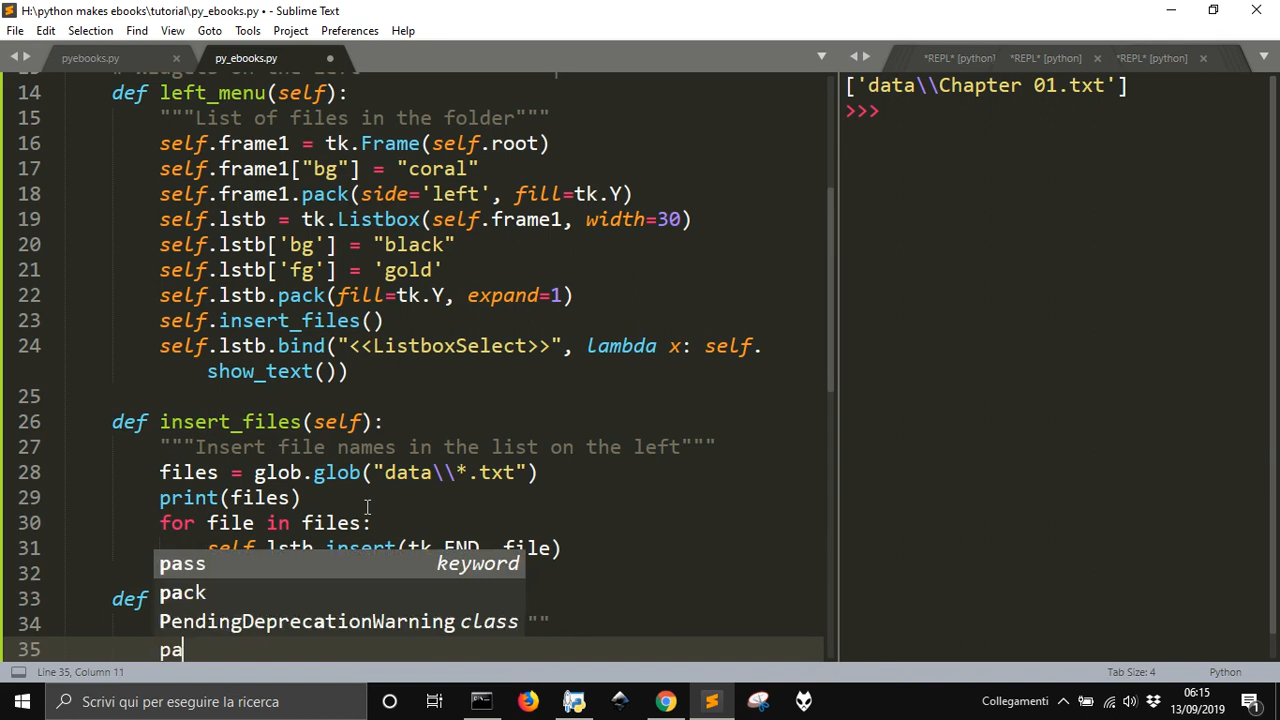 H:\python makes ebooks\tutorial\py_ebooks.py • - Sublime Text
File Edit Selection Find View Goto Tools Project Preferences Help
pyebooks.py py_ebooks.py *REPL* [python] *REPL* [python] *REPL* [python]
14 def left_menu(self):
15 """List of files in the folder"""
16 self.frame1 = tk.Frame(self.root)
17 self.frame1["bg"] = "coral"
18 self.frame1.pack(side='left', fill=tk.Y)
19 self.lstb = tk.Listbox(self.frame1, width=30)
20 self.lstb['bg'] = "black"
21 self.lstb['fg'] = 'gold'
22 self.lstb.pack(fill=tk.Y, expand=1)
23 self.insert_files()
24 self.lstb.bind("<<ListboxSelect>>", lambda x: self.
show_text())
25
26 def insert_files(self):
27 """Insert file names in the list on the left"""
28 files = glob.glob("data\\*.txt")
29 print(files)
30 for file in files:
31 self.lstb.insert(tk.END, file)
32
33 def
34 ""
35 pa
pass keyword
pack
PendingDeprecationWarning class
['data\\Chapter 01.txt']
>>>
Line 35, Column 11 Tab Size: 4 Python
Scrivi qui per eseguire la ricerca
Collegamenti
06:15
13/09/2019